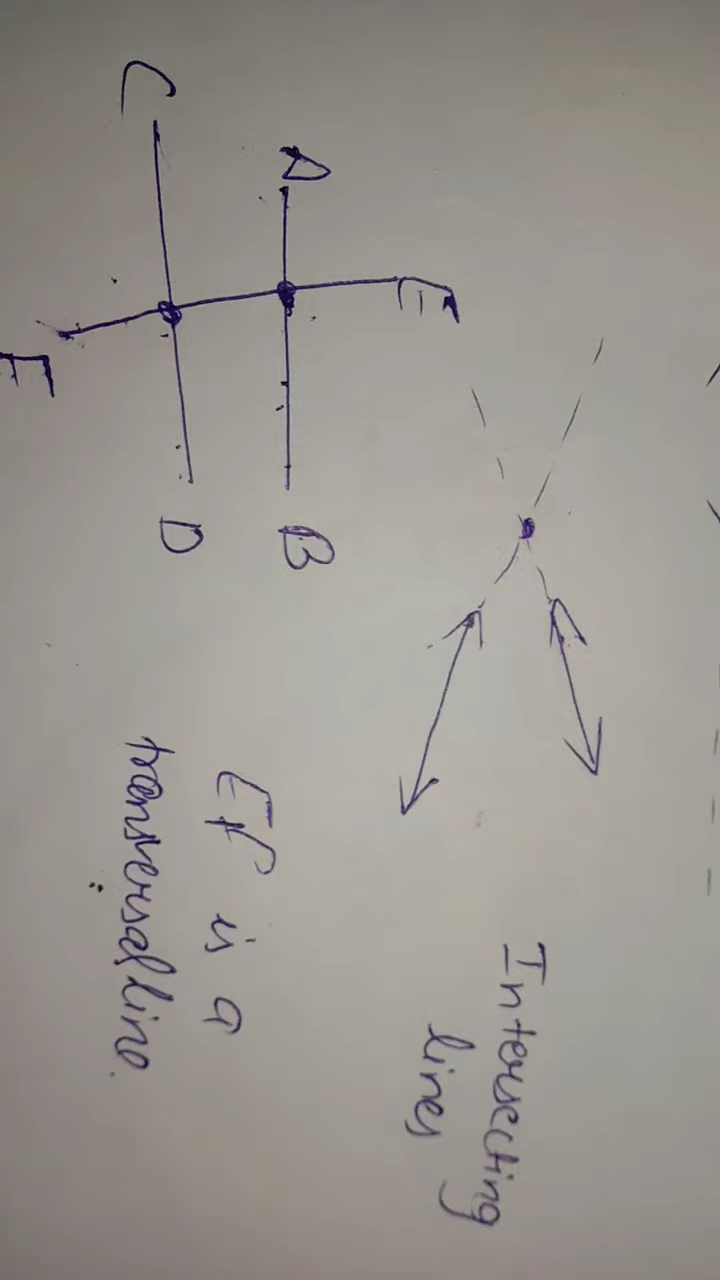 Intersecting
lines
E
A B
C D
F
EF is a
transversal line.